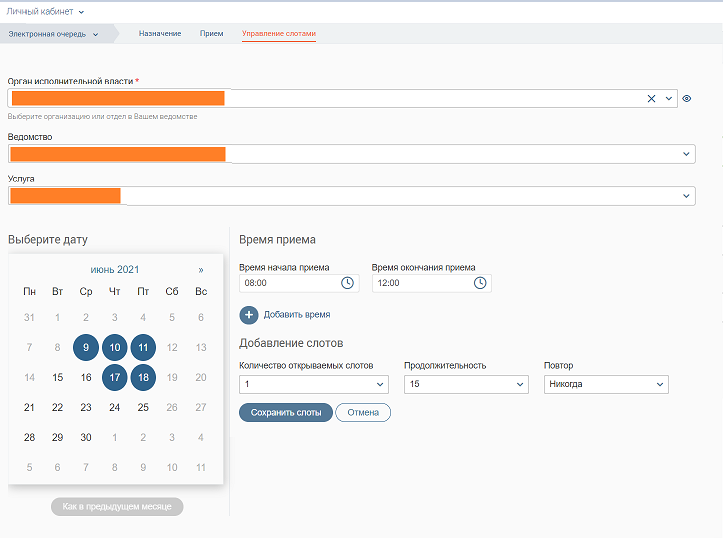 Личный кабинет
Электронная очередь Назначение Прием Управление слотами
Орган исполнительной власти *
Выберите организацию или отдел в Вашем ведомстве
Ведомство
Услуга
Выберите дату
июнь 2021 »
Пн Вт Ср Чт Пт Сб Вс
31 1 2 3 4 5 6
7 8 9 10 11 12 13
14 15 16 17 18 19 20
21 22 23 24 25 26 27
28 29 30 1 2 3 4
5 6 7 8 9 10 11
Как в предыдущем месяце
Время приема
Время начала приема Время окончания приема
08:00 12:00
Добавить время
Добавление слотов
Количество открываемых слотов Продолжительность Повтор
1 15 Никогда
Сохранить слоты Отмена